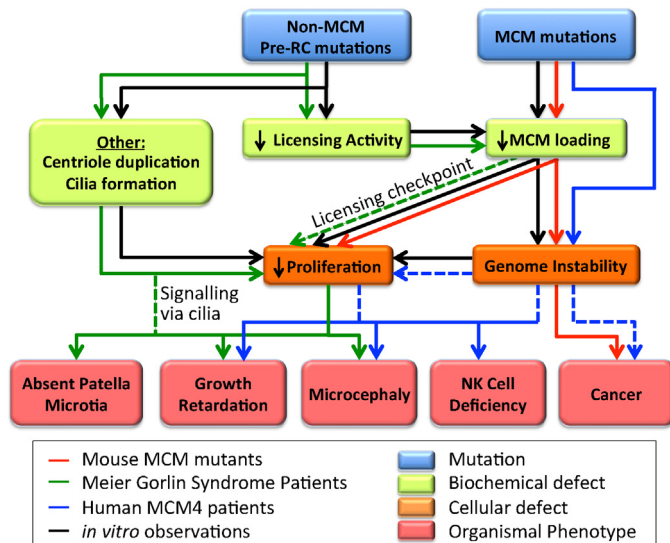 Non-MCM
Pre-RC mutations
MCM mutations
Other:
Centriole duplication
Cilia formation
↓ Licensing Activity
↓ MCM loading
Licensing checkpoint
↓ Proliferation
Genome Instability
Signalling
via cilia
Absent Patella
Microtia
Growth
Retardation
Microcephaly
NK Cell
Deficiency
Cancer
Mouse MCM mutants
Meier Gorlin Syndrome Patients
Human MCM4 patients
in vitro observations
Mutation
Biochemical defect
Cellular defect
Organismal Phenotype